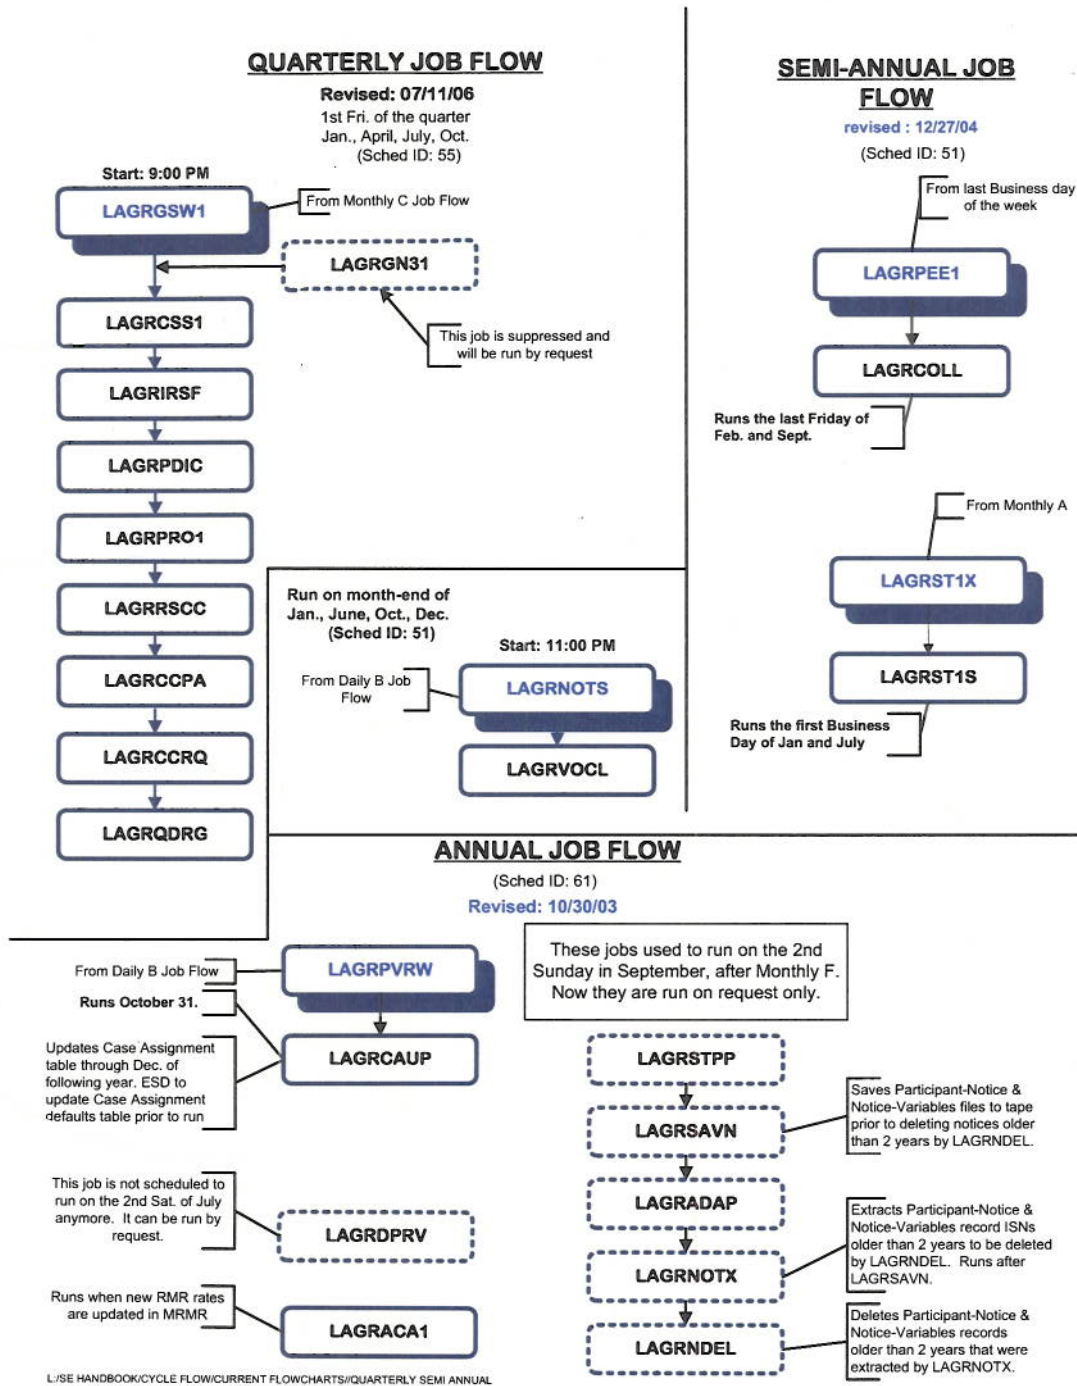 QUARTERLY JOB FLOW
Revised: 07/11/06
1st Fri. of the quarter
Jan., April, July, Oct.
(Sched ID: 55)
Start: 9:00 PM
LAGRGSW1
From Monthly C Job Flow
LAGRGN31
This job is suppressed and
will be run by request
LAGRCSS1
LAGRIRSF
LAGRPDIC
LAGRPRO1
LAGRRSCC
LAGRCCPA
LAGRCCRQ
LAGRQDRG
Run on month-end of
Jan., June, Oct., Dec.
(Sched ID: 51)
Start: 11:00 PM
From Daily B Job
Flow
LAGRNOTS
LAGRVOCL
SEMI-ANNUAL JOB
FLOW
revised : 12/27/04
(Sched ID: 51)
From last Business day
of the week
LAGRPEE1
LAGRCOLL
Runs the last Friday of
Feb. and Sept.
From Monthly A
LAGRST1X
LAGRST1S
Runs the first Business
Day of Jan and July
ANNUAL JOB FLOW
(Sched ID: 61)
Revised: 10/30/03
From Daily B Job Flow
LAGRPVRW
Runs October 31.
LAGRCAUP
Updates Case Assignment
table through Dec. of
following year. ESD to
update Case Assignment
defaults table prior to run
This job is not scheduled to
run on the 2nd Sat. of July
anymore. It can be run by
request.
LAGRDPRV
Runs when new RMR rates
are updated in MRMR
LAGRACA1
These jobs used to run on the 2nd
Sunday in September, after Monthly F.
Now they are run on request only.
LAGRSTPP
LAGRSAVN
Saves Participant-Notice &
Notice-Variables files to tape
prior to deleting notices older
than 2 years by LAGRNDEL.
LAGRADAP
LAGRNOTX
Extracts Participant-Notice &
Notice-Variables record ISNs
older than 2 years to be deleted
by LAGRNDEL. Runs after
LAGRSAVN.
LAGRNDEL
Deletes Participant-Notice &
Notice-Variables records
older than 2 years that were
extracted by LAGRNOTX.
L:/SE HANDBOOK/CYCLE FLOW/CURRENT FLOWCHARTS//QUARTERLY SEMI ANNUAL